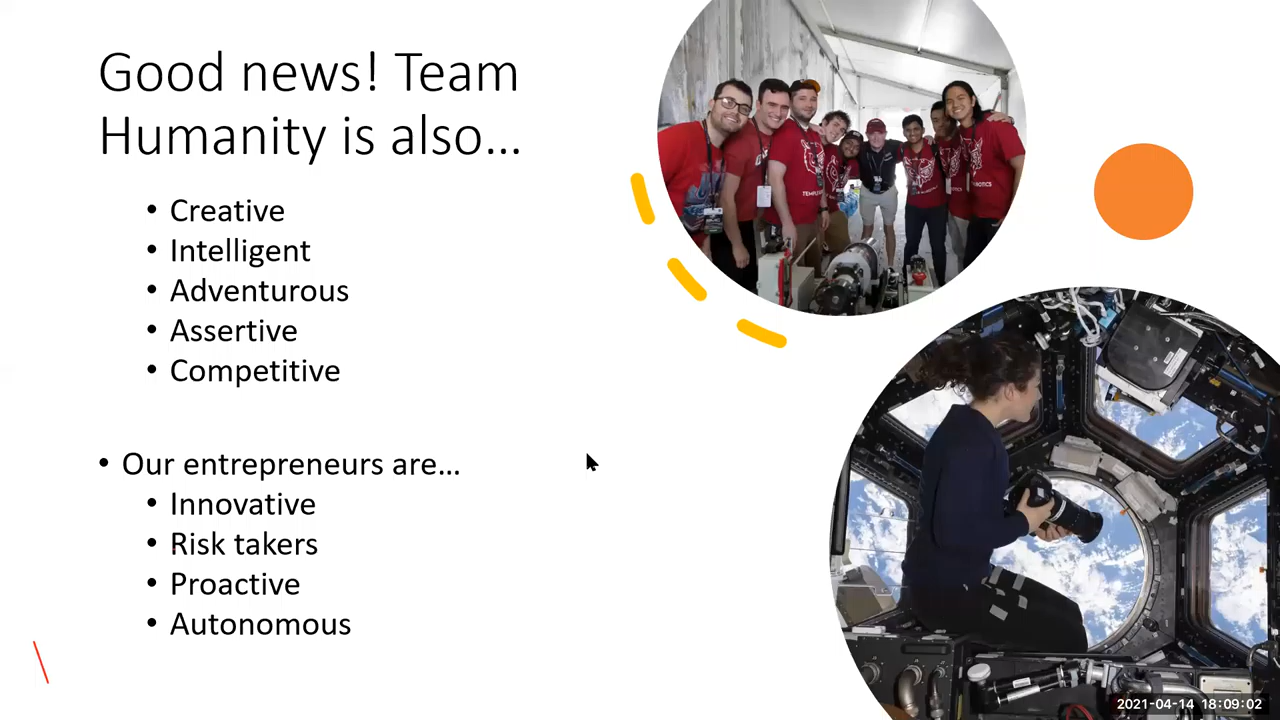 Good news! Team
Humanity is also...
• Creative
• Intelligent
• Adventurous
• Assertive
• Competitive
• Our entrepreneurs are...
• Innovative
• Risk takers
• Proactive
• Autonomous
2021-04-14 18:09:02